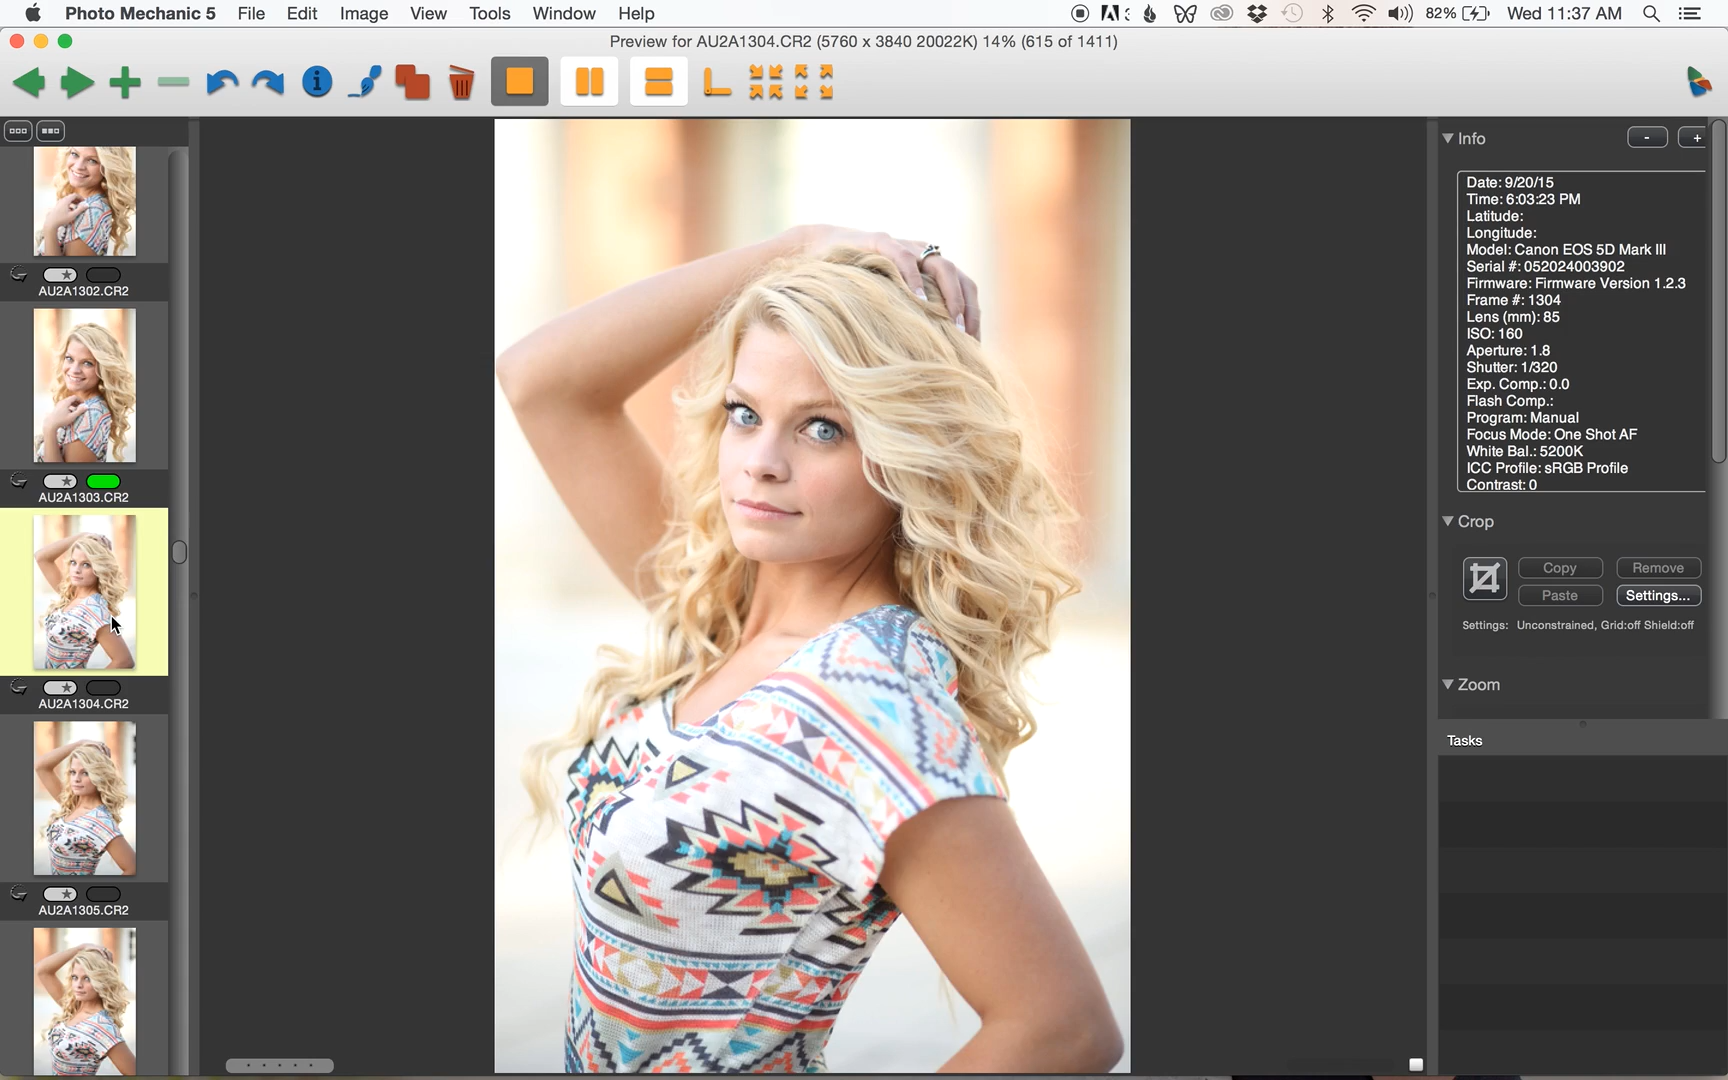 Photo Mechanic 5 File Edit Image View Tools Window Help 82% Wed 11:37 AM
Preview for AU2A1304.CR2 (5760 x 3840 20022K) 14% (615 of 1411)
AU2A1302.CR2
AU2A1303.CR2
AU2A1304.CR2
AU2A1305.CR2
Info - +
Date: 9/20/15
Time: 6:03:23 PM
Latitude:
Longitude:
Model: Canon EOS 5D Mark III
Serial #: 052024003902
Firmware: Firmware Version 1.2.3
Frame #: 1304
Lens (mm): 85
ISO: 160
Aperture: 1.8
Shutter: 1/320
Exp. Comp.: 0.0
Flash Comp.:
Program: Manual
Focus Mode: One Shot AF
White Bal.: 5200K
ICC Profile: sRGB Profile
Contrast: 0
Crop
Copy Remove
Paste Settings...
Settings: Unconstrained, Grid:off Shield:off
Zoom
Tasks